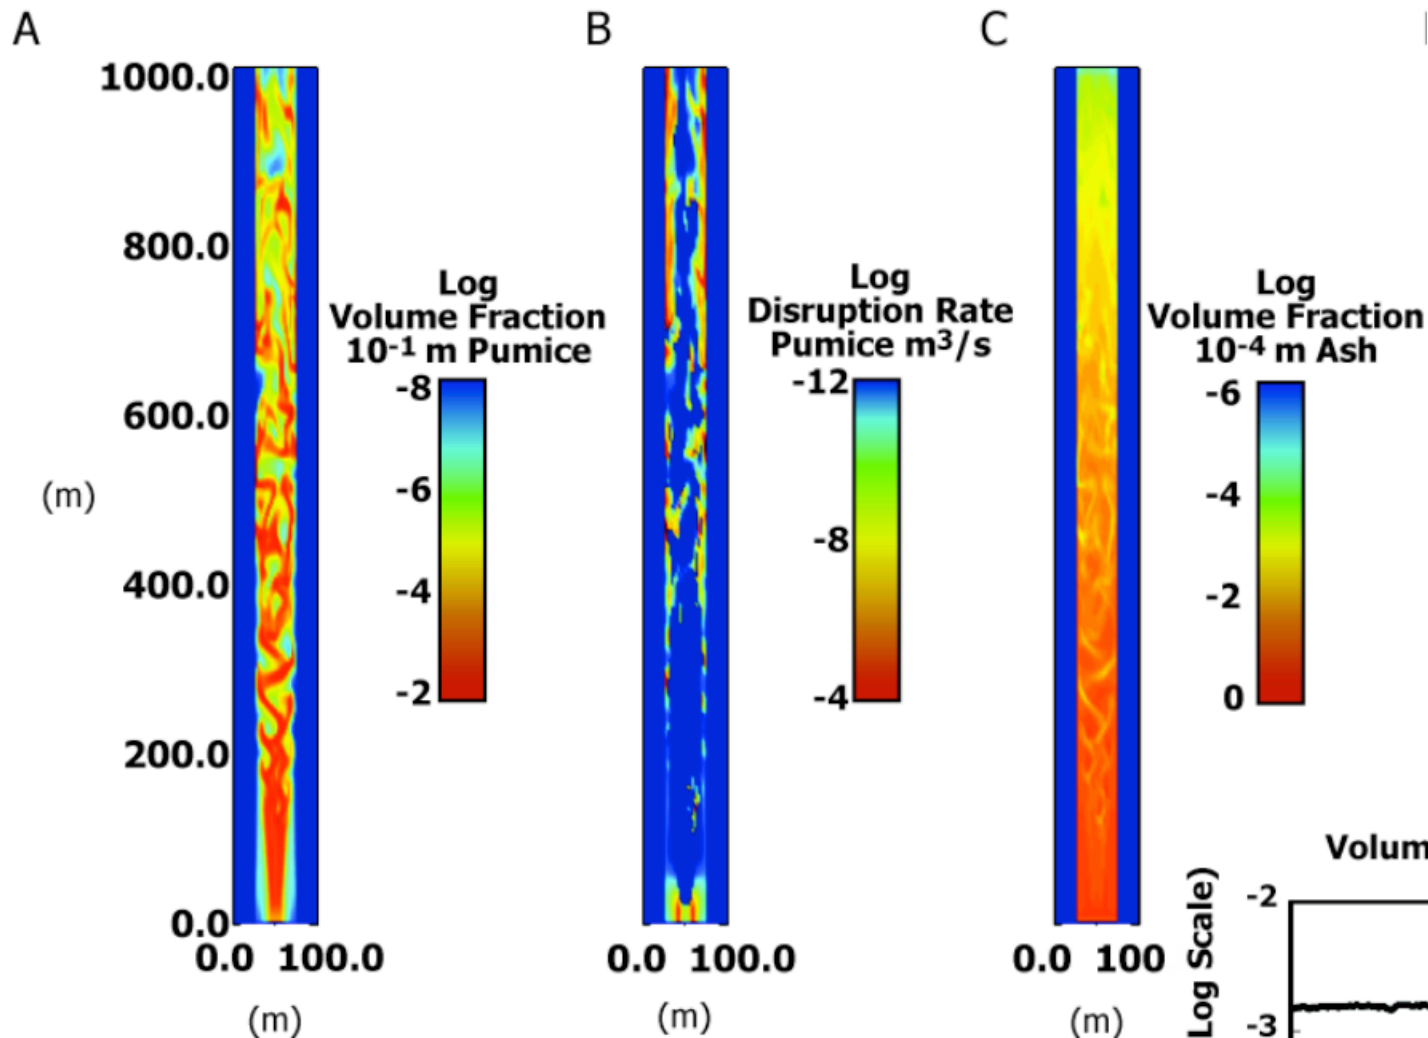 A
B
C
1000.0
800.0
600.0
(m)
400.0
200.0
0.0
0.0 100.0
(m)
Log
Volume Fraction
10-1 m Pumice
-8
-6
-4
-2
0.0 100.0
(m)
Log
Disruption Rate
Pumice m3/s
-12
-8
-4
0.0 100
(m)
Log
Volume Fraction
10-4 m Ash
-6
-4
-2
0
Volum
Log Scale)
-2
-3